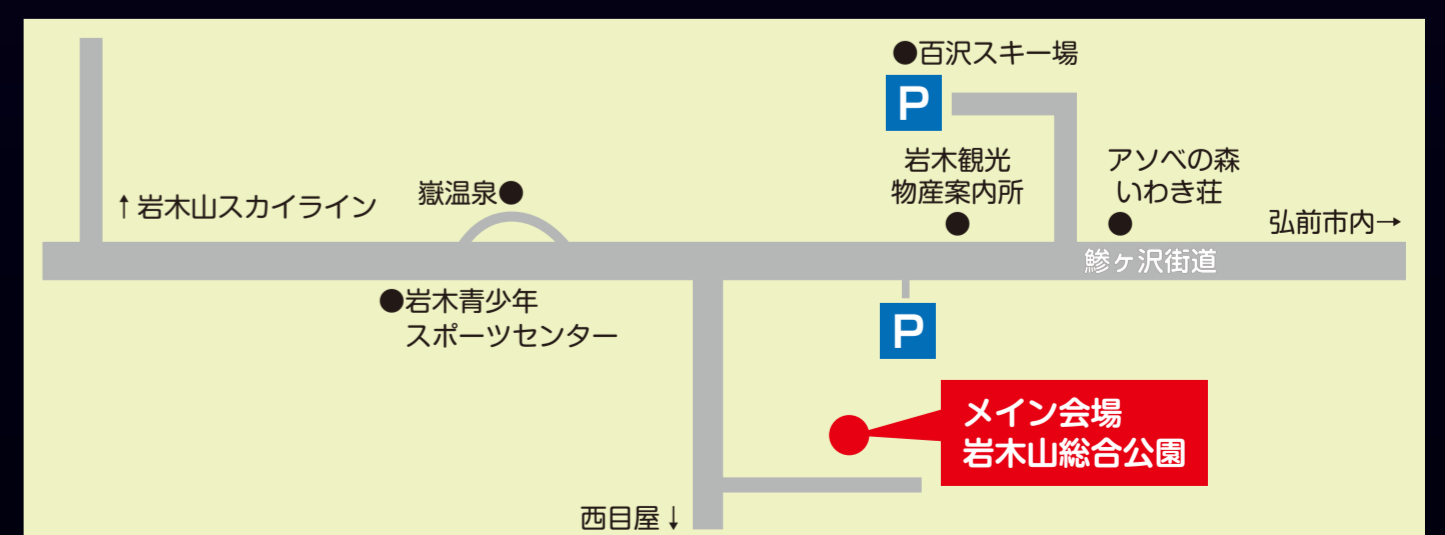 ●百沢スキー場
P
岩木観光
物産案内所
●
アソベの森
いわき荘
●
嶽温泉●
↑岩木山スカイライン
弘前市内→
鰺ヶ沢街道
●岩木青少年
スポーツセンター
P
メイン会場
岩木山総合公園
西目屋↓